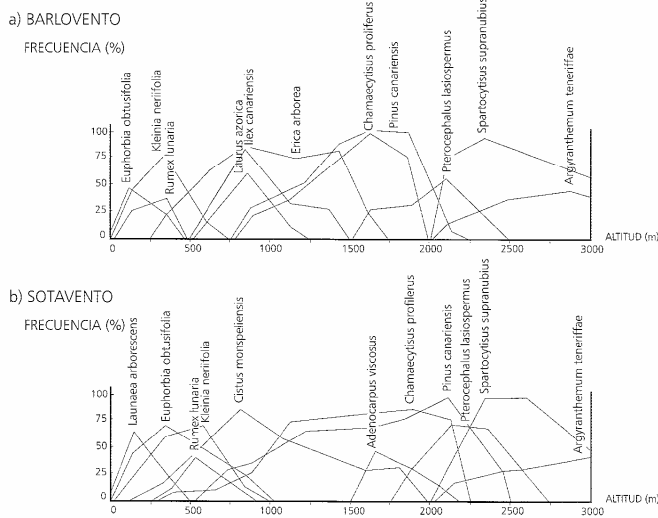 a) BARLOVENTO
FRECUENCIA (%)
Euphorbia obtusifolia
Kleinia neriifolia
Rumex lunaria
Laurus azorica
Ilex canariensis
Erica arborea
Chamaecytisus proliferus
Pinus canariensis
Pterocephalus lasiospermus
Spartocytisus supranubius
Argyranthemum teneriffae
100
75
50
25
0
0 500 1000 1500 2000 2500 3000
ALTITUD (m)
b) SOTAVENTO
FRECUENCIA (%)
Launaea arborescens
Euphorbia obtusifolia
Rumex lunaria
Kleinia neriifolia
Cistus monspeliensis
Adenocarpus viscosus
Chamaecytisus profilerus
Pinus canariensis
Pterocephalus lasiospermus
Spartocytisus supranubius
Argyranthemum teneriffae
100
75
50
25
0
0 500 1000 1500 2000 2500 3000
ALTITUD (m)